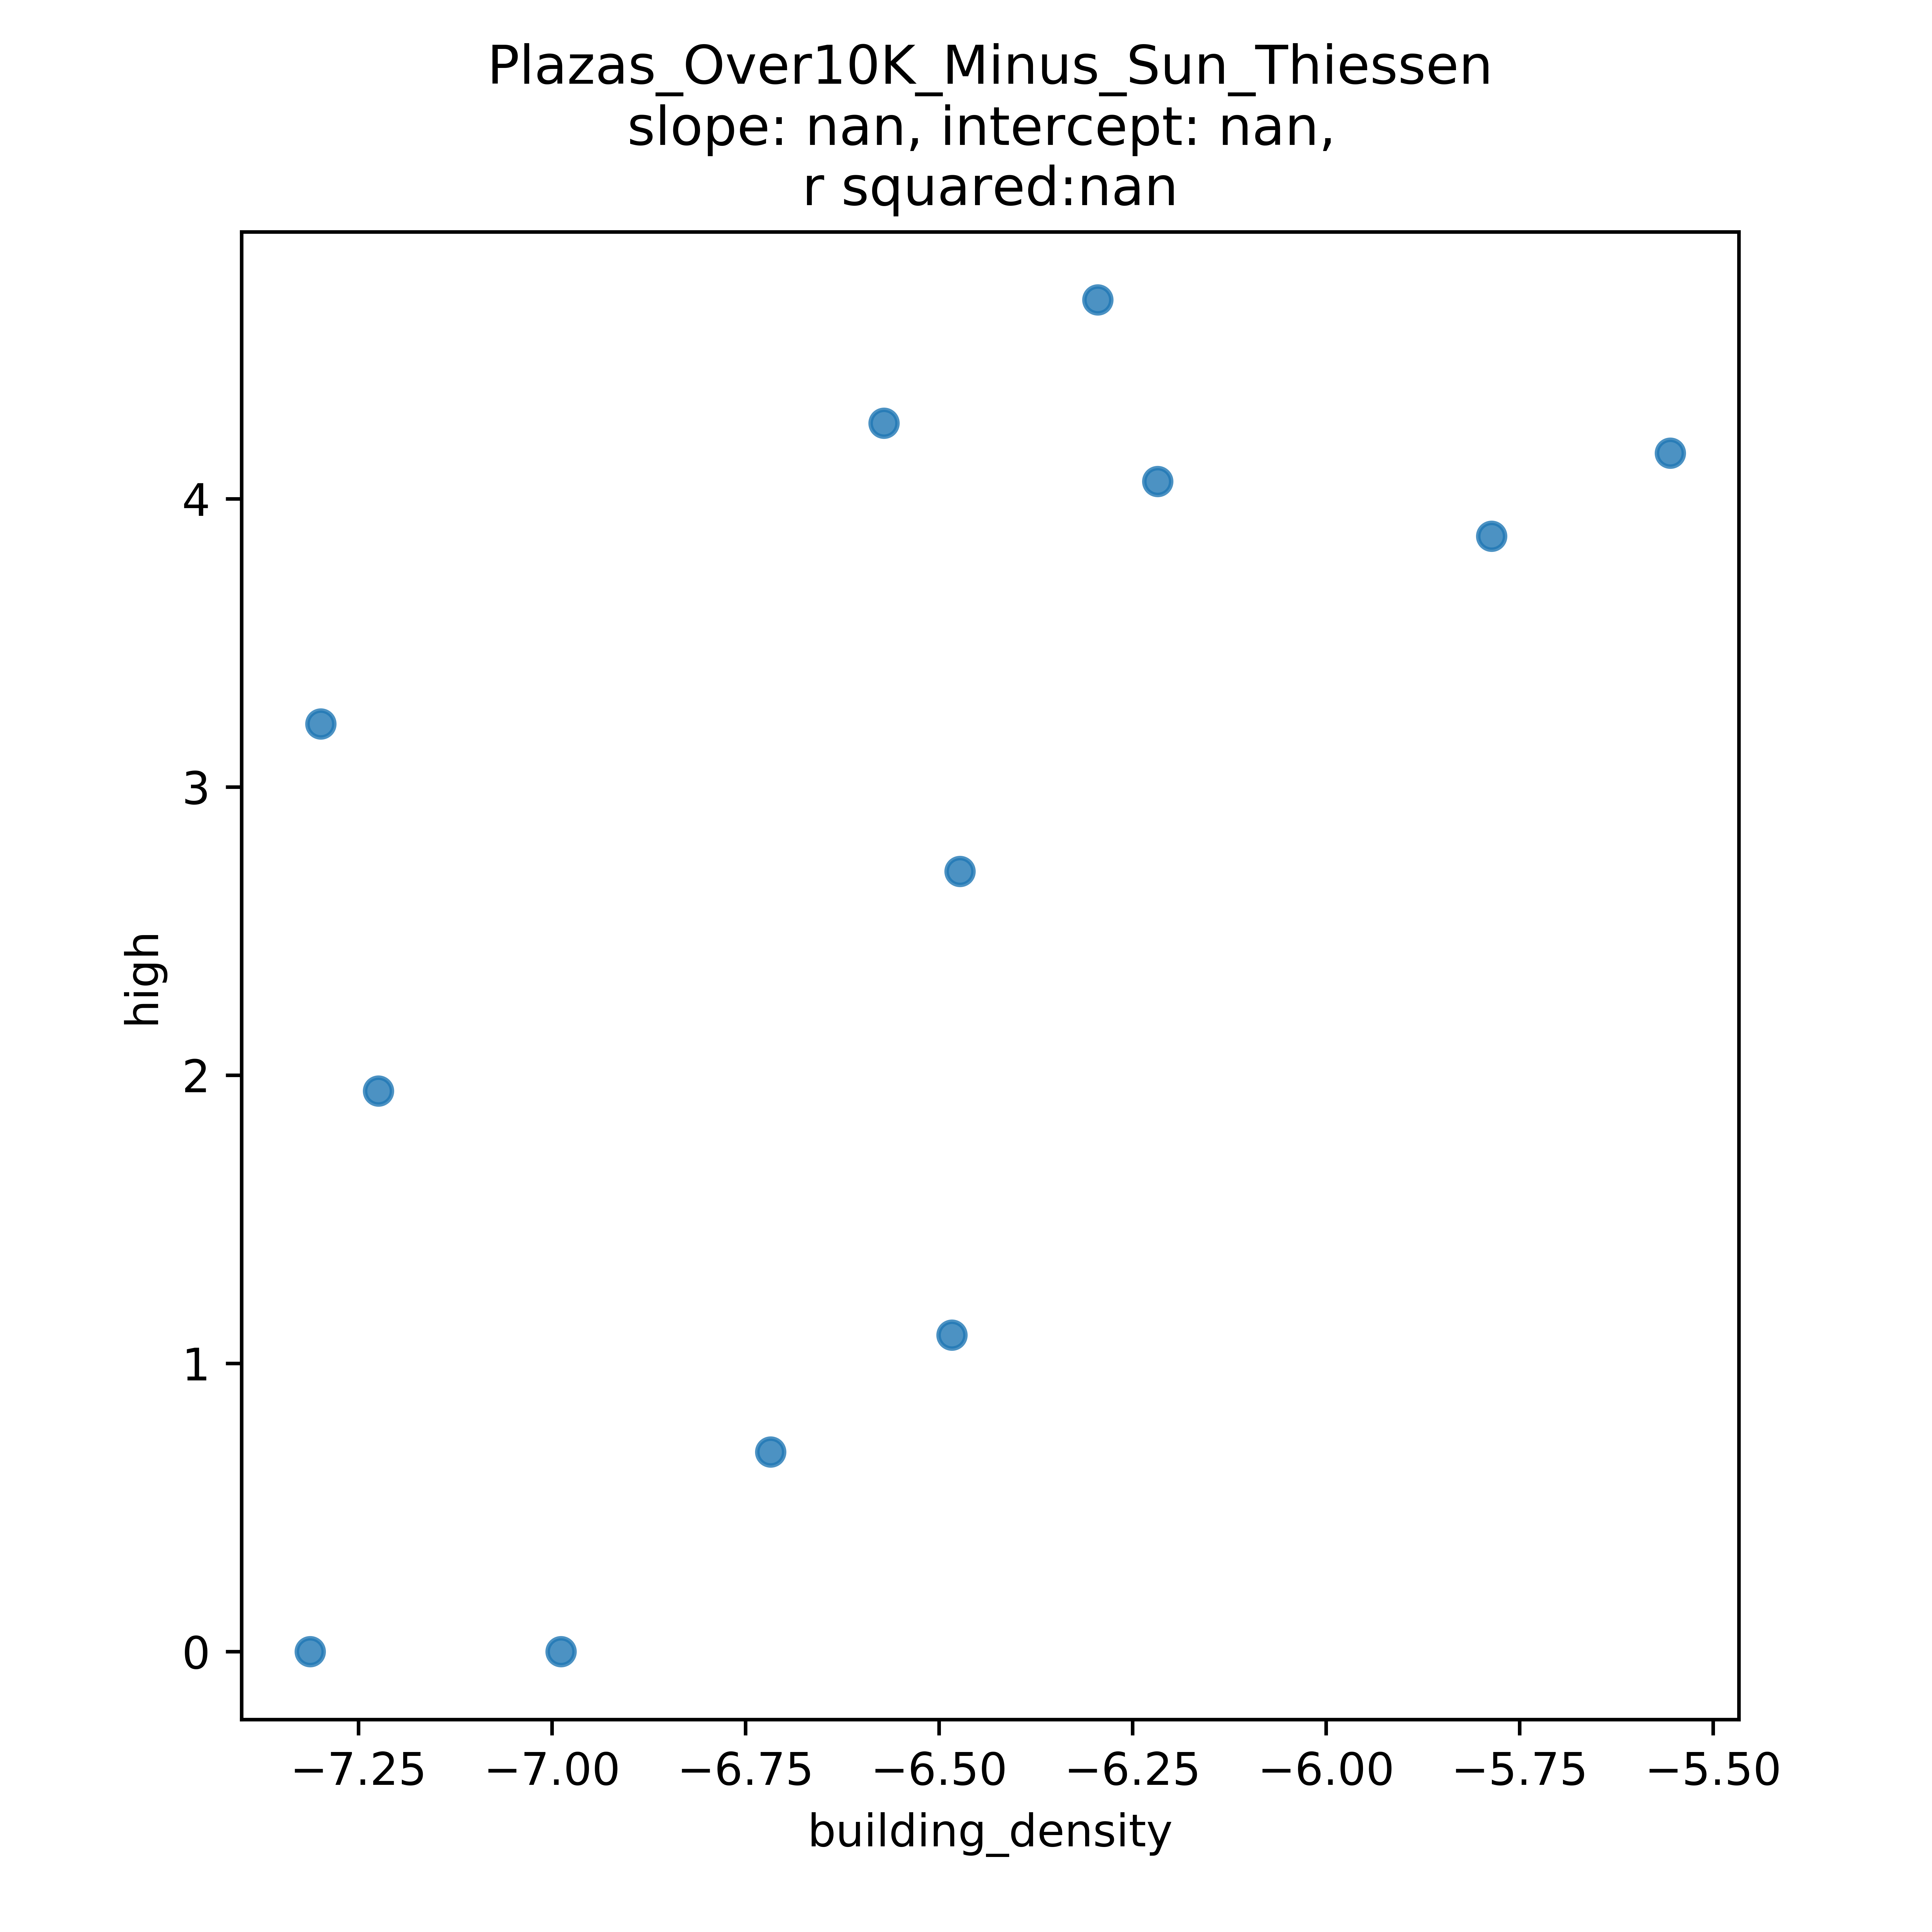 Plazas_Over10K_Minus_Sun_Thiessen
slope: nan, intercept: nan,
r squared:nan
high
4
3
2
1
0
−7.25 −7.00 −6.75 −6.50 −6.25 −6.00 −5.75 −5.50
building_density